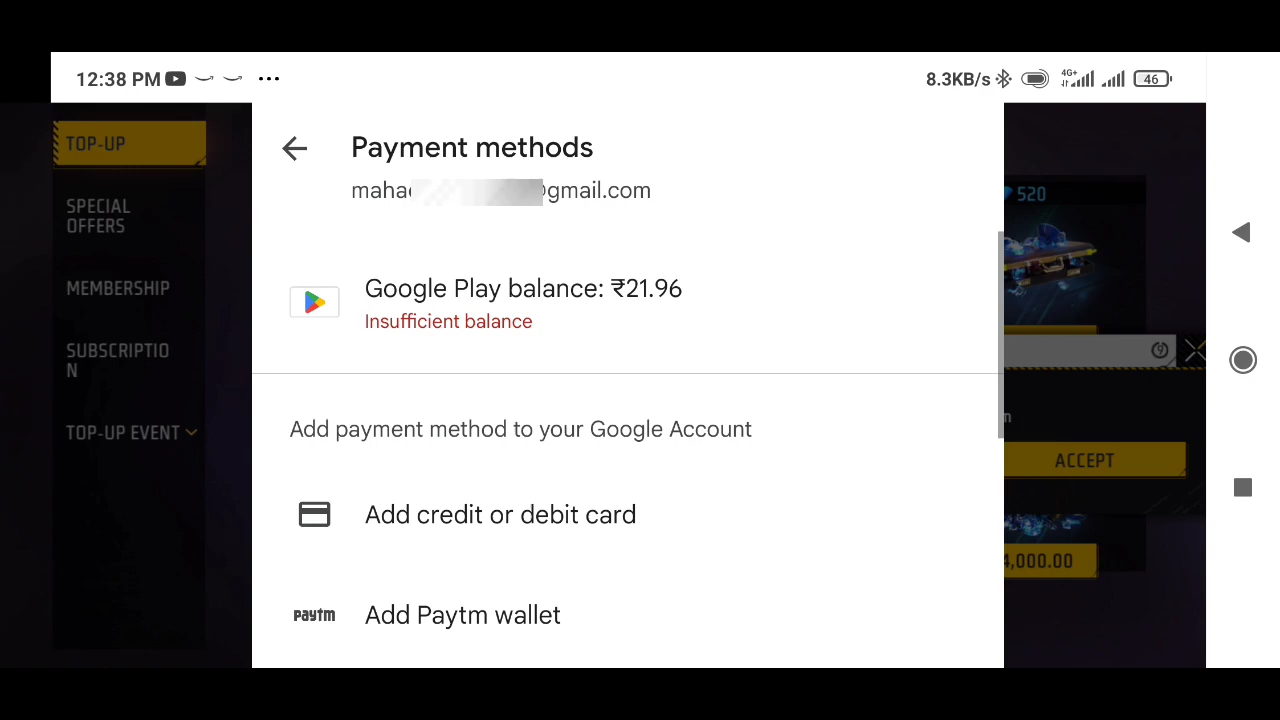 12:38 PM
8.3KB/s
4G+
46
TOP-UP
SPECIAL
OFFERS
MEMBERSHIP
SUBSCRIPTIO
N
TOP-UP EVENT
Payment methods
maha @gmail.com
Google Play balance: ₹21.96
Insufficient balance
Add payment method to your Google Account
Add credit or debit card
paytm
Add Paytm wallet
520
ACCEPT
4,000.00